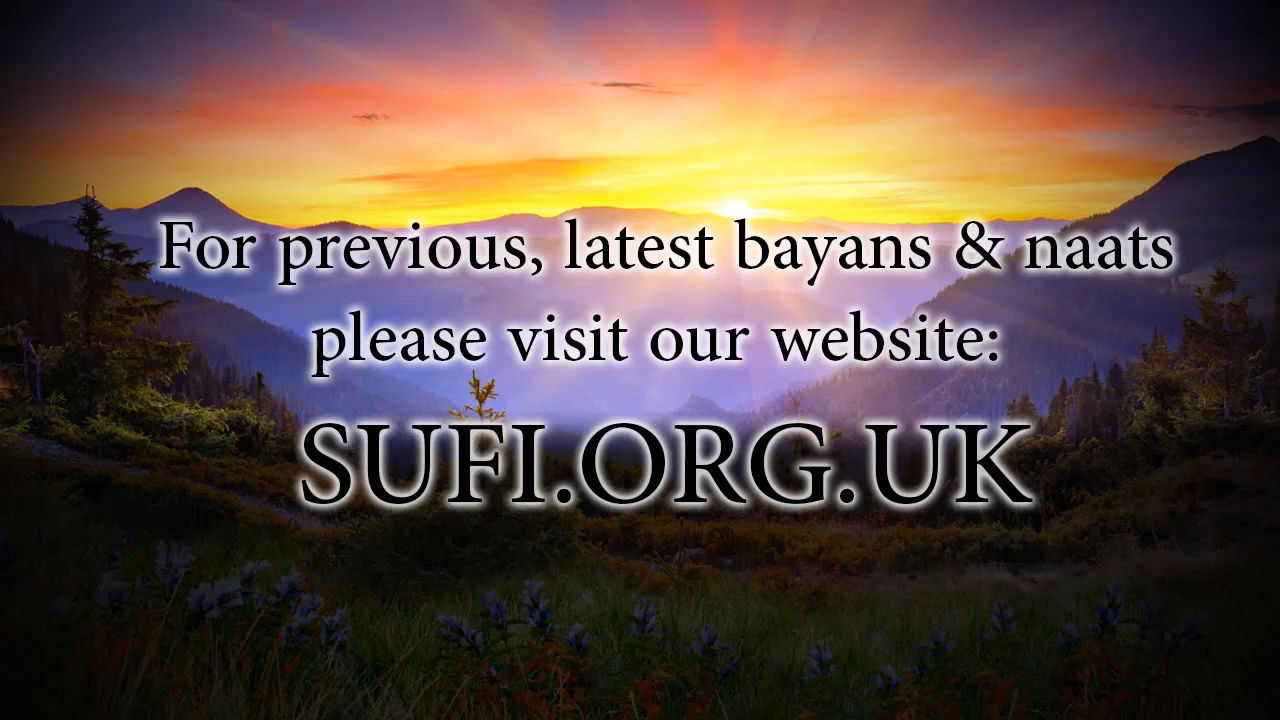 For previous, latest bayans & naats
please visit our website:
SUFI.ORG.UK